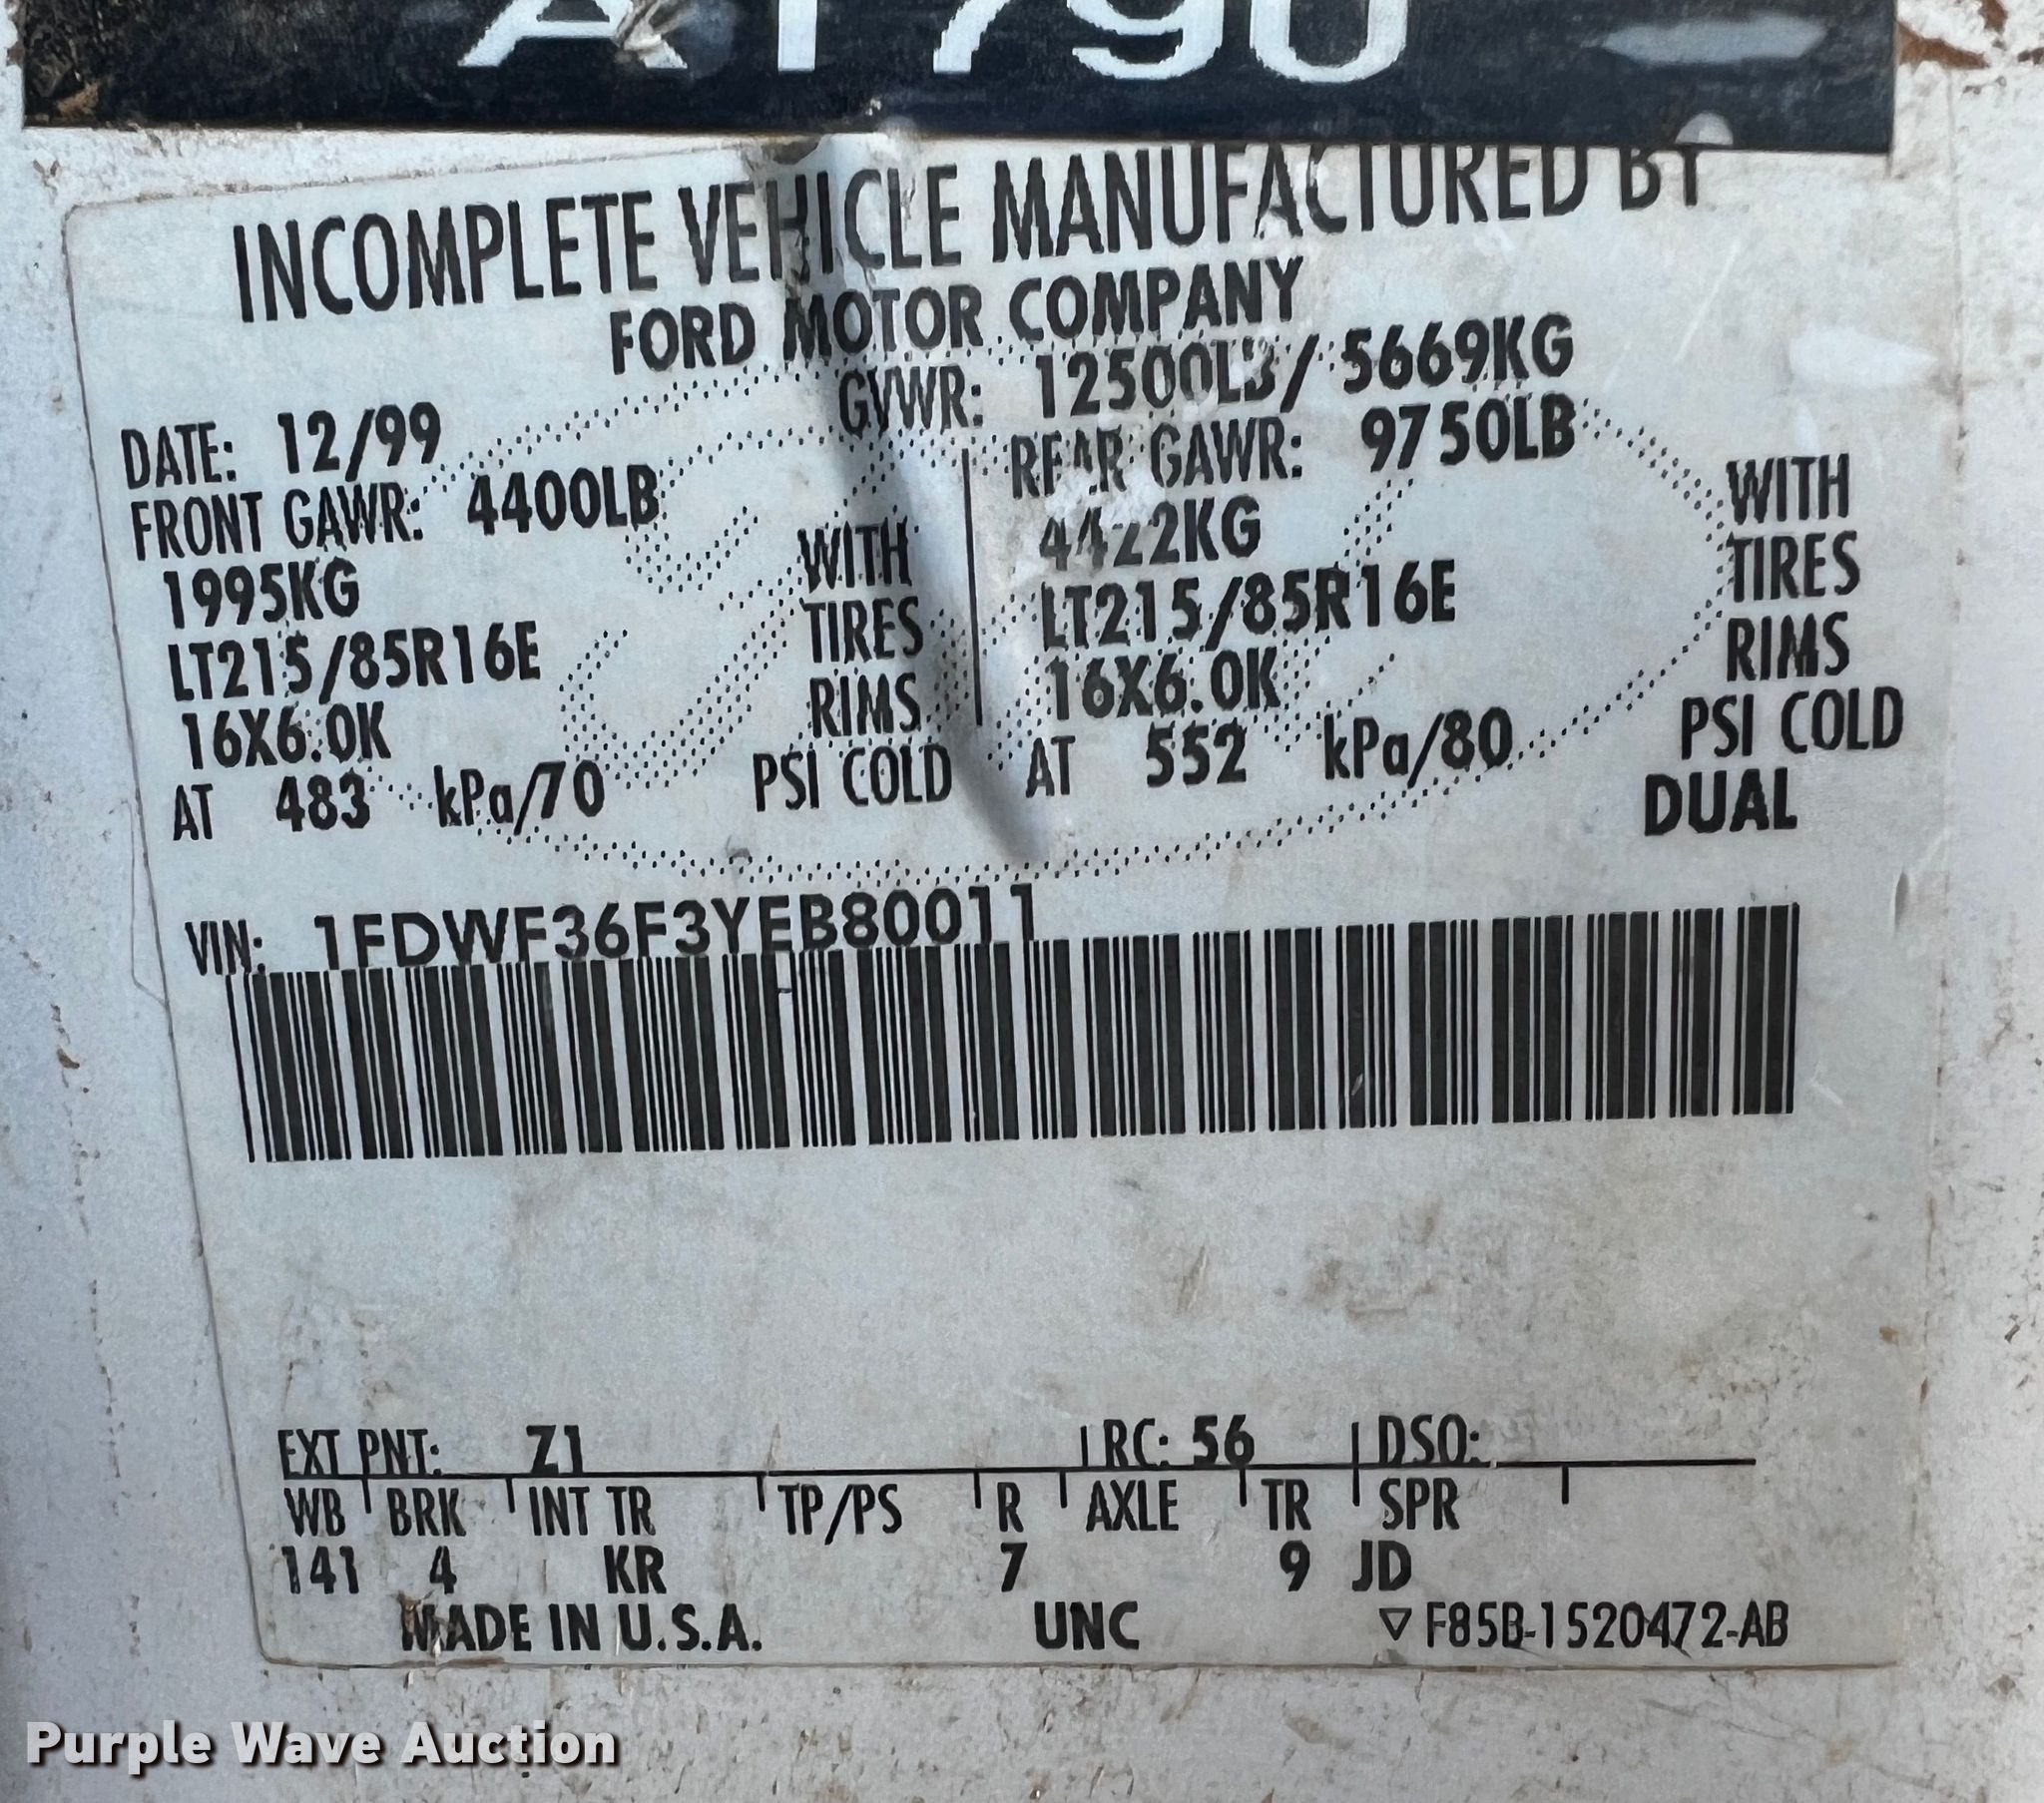 A1790
INCOMPLETE VEHICLE MANUFACTURED BY
FORD MOTOR COMPANY
DATE: 12/99 GVWR: 12500LB/ 5669KG
FRONT GAWR: 4400LB REAR GAWR: 9750LB
1995KG WITH 4422KG WITH
LT215/85R16E TIRES LT215/85R16E TIRES
16X6.0K RIMS 16X6.0K RIMS
AT 483 kPa/70 PSI COLD AT 552 kPa/80 PSI COLD
DUAL
VIN: 1FDWF36F3YEB80011
EXT PNT: Z1 RC: 56 DSO:
WB BRK INT TR TP/PS R AXLE TR SPR
141 4 KR 7 9 JD
MADE IN U.S.A. UNC ▽ F85B-1520472-AB
Purple Wave Auction